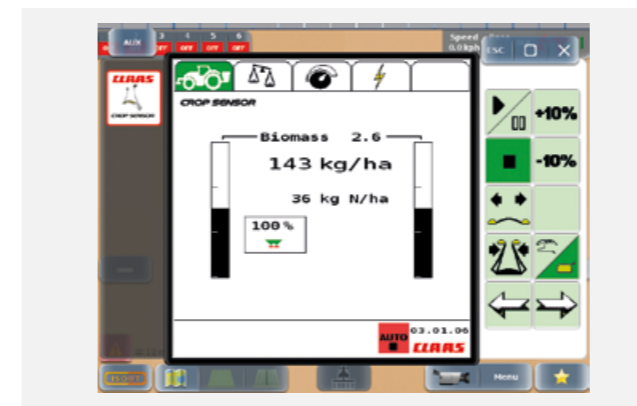 AUX
3 4 5 6
OFF OFF OFF
Speed
0.0 kph
ESC
CLAAS
CROP SENSOR
CROP SENSOR
Biomass 2.6
143 kg/ha
36 kg N/ha
100 %
+10%
-10%
AUTO
03.01.06
CLAAS
Menu